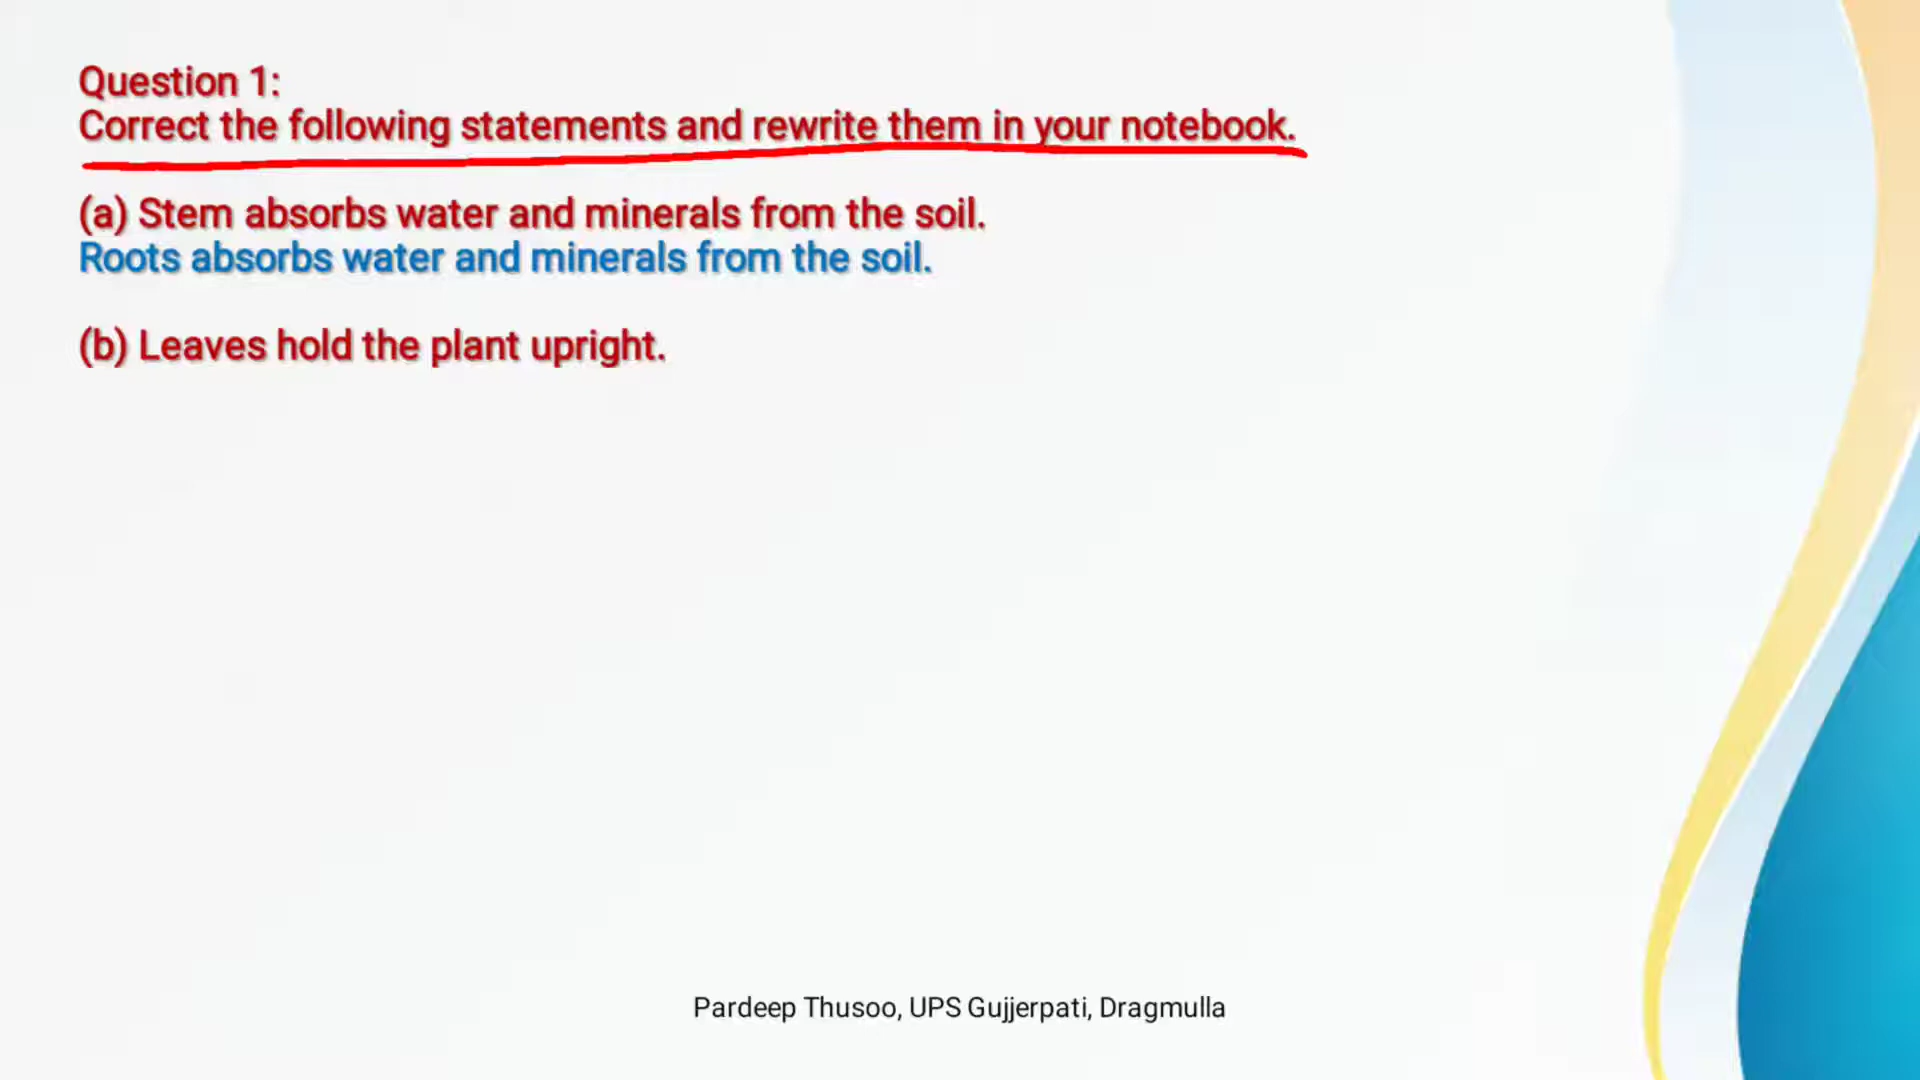 Question 1:
Correct the following statements and rewrite them in your notebook.
(a) Stem absorbs water and minerals from the soil.
Roots absorbs water and minerals from the soil.
(b) Leaves hold the plant upright.
Pardeep Thusoo, UPS Gujjerpati, Dragmulla